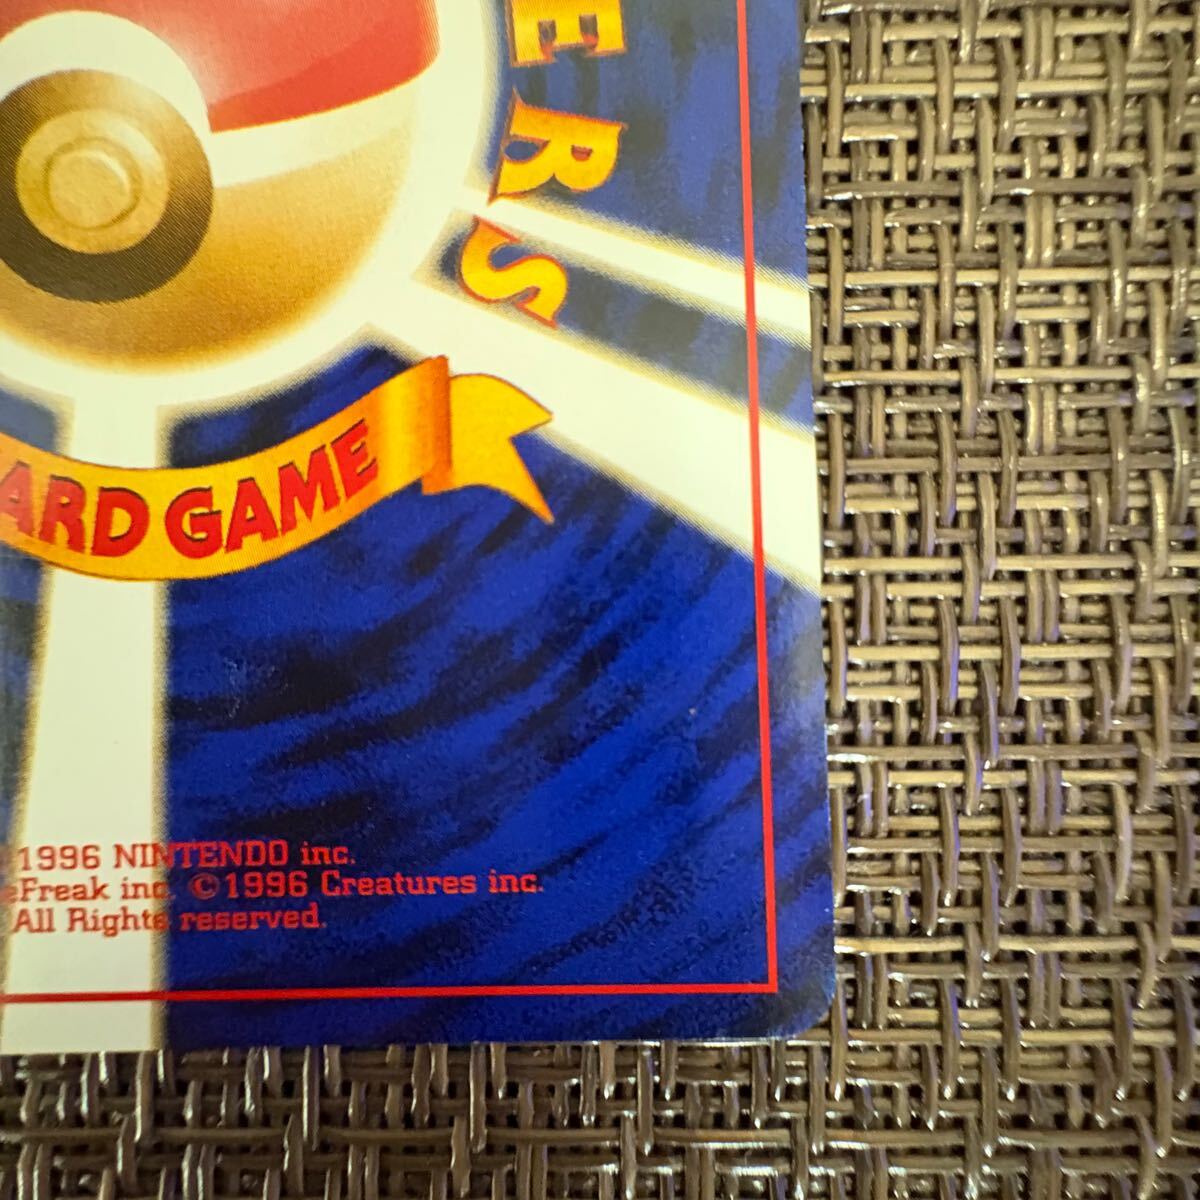 ERS
ARD GAME
1996 NINTENDO inc.
eFreak inc. ©1996 Creatures inc.
All Rights reserved.